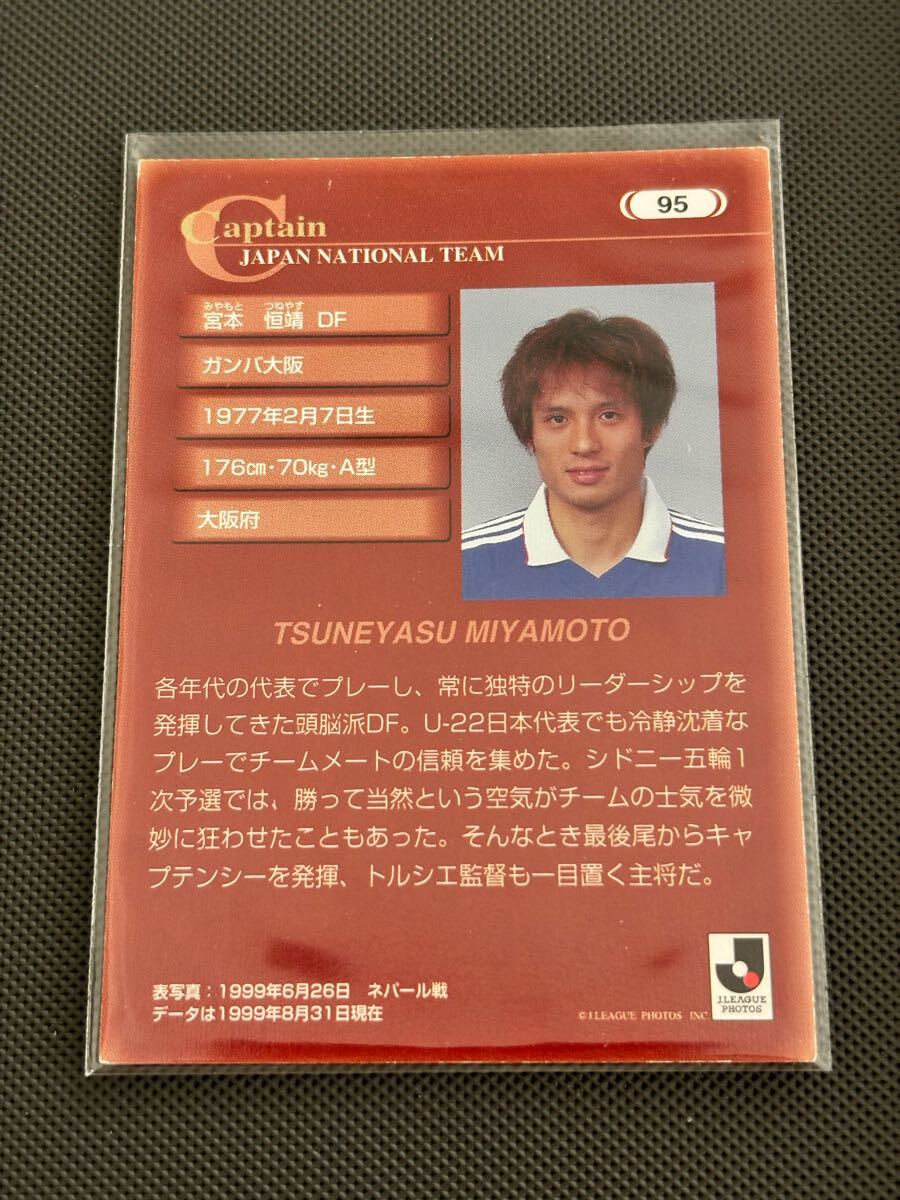 Captain
95
JAPAN NATIONAL TEAM
みやもと つねやす
宮本 恒靖 DF
ガンバ大阪
1977年2月7日生
176㎝・70㎏・A型
大阪府
TSUNEYASU MIYAMOTO
各年代の代表でプレーし、常に独特のリーダーシップを
発揮してきた頭脳派DF。U-22日本代表でも冷静沈着な
プレーでチームメートの信頼を集めた。シドニー五輪1
次予選では、勝って当然という空気がチームの士気を微
妙に狂わせたこともあった。そんなとき最後尾からキャ
プテンシーを発揮、トルシエ監督も一目置く主将だ。
表写真：1999年6月26日 ネパール戦
データは1999年8月31日現在
©J.LEAGUE PHOTOS INC
J.LEAGUE
PHOTOS